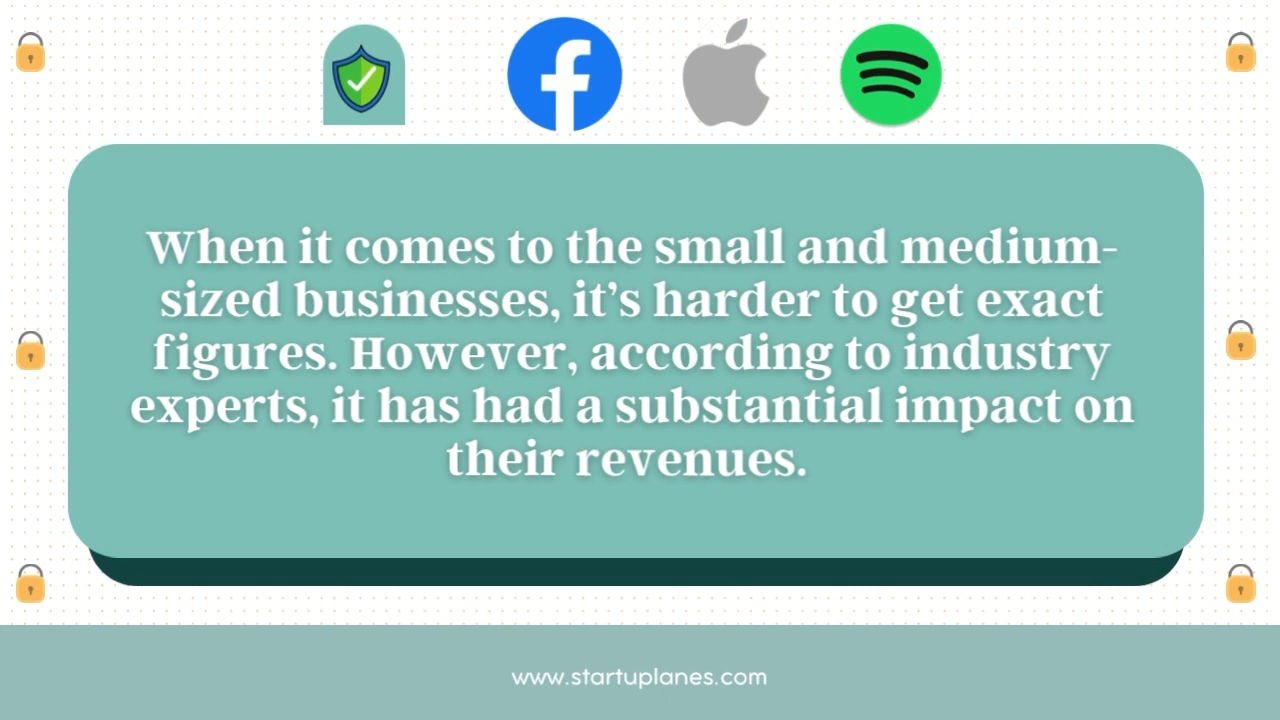 When it comes to the small and medium-
sized businesses, it’s harder to get exact
figures. However, according to industry
experts, it has had a substantial impact on
their revenues.
www.startuplanes.com